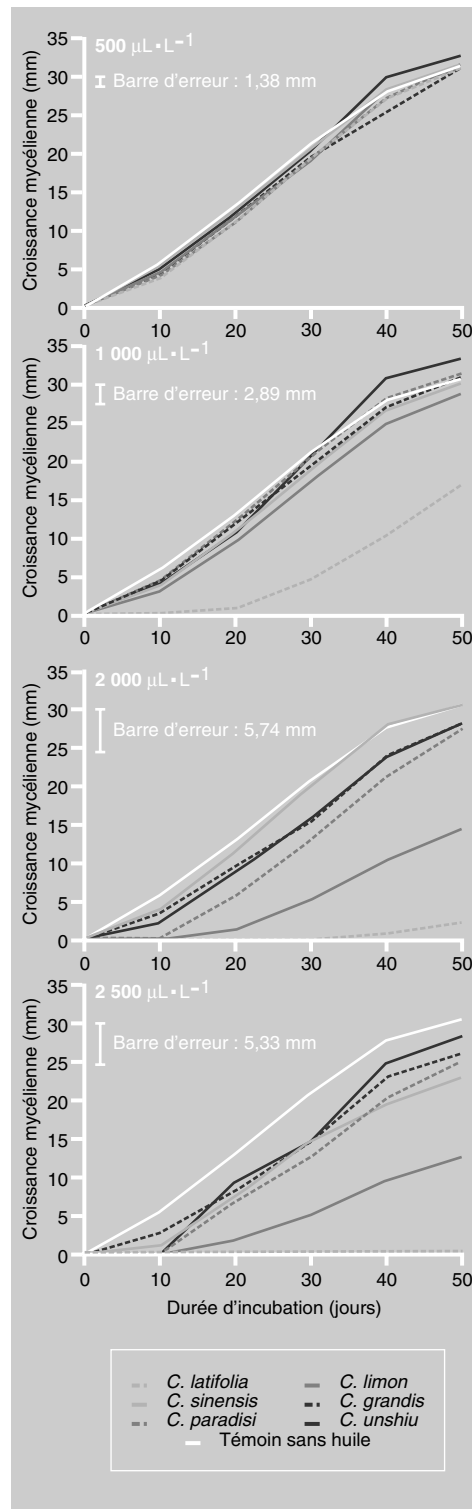 500 µL·L-1
Barre d'erreur : 1,38 mm
Croissance mycélienne (mm)
35
30
25
20
15
10
5
0
0 10 20 30 40 50
1 000 µL·L-1
Barre d'erreur : 2,89 mm
Croissance mycélienne (mm)
35
30
25
20
15
10
5
0
0 10 20 30 40 50
2 000 µL·L-1
Barre d'erreur : 5,74 mm
Croissance mycélienne (mm)
35
30
25
20
15
10
5
0
0 10 20 30 40 50
2 500 µL·L-1
Barre d'erreur : 5,33 mm
Croissance mycélienne (mm)
35
30
25
20
15
10
5
0
0 10 20 30 40 50
Durée d'incubation (jours)
C. latifolia C. limon
C. sinensis C. grandis
C. paradisi C. unshiu
Témoin sans huile